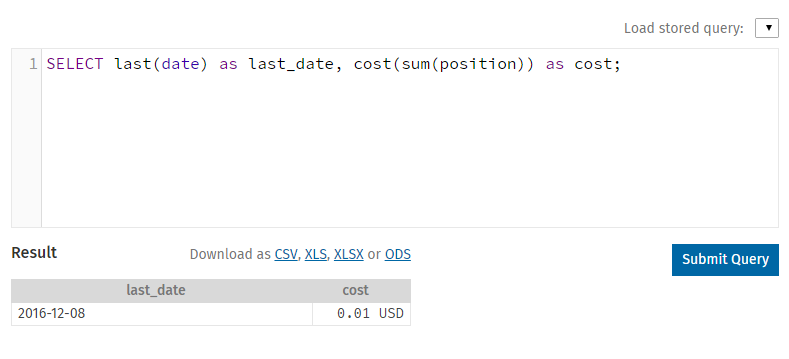 Load stored query: ▼
1 SELECT last(date) as last_date, cost(sum(position)) as cost;
Result Download as CSV, XLS, XLSX or ODS Submit Query
last_date cost
2016-12-08 0.01 USD